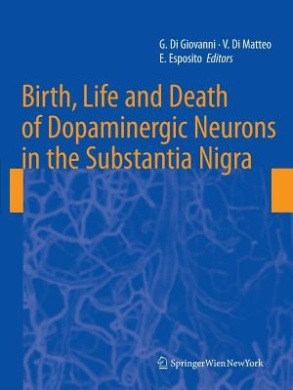 G. Di Giovanni · V. Di Matteo
E. Esposito Editors
Birth, Life and Death
of Dopaminergic Neurons
in the Substantia Nigra
SpringerWienNewYork